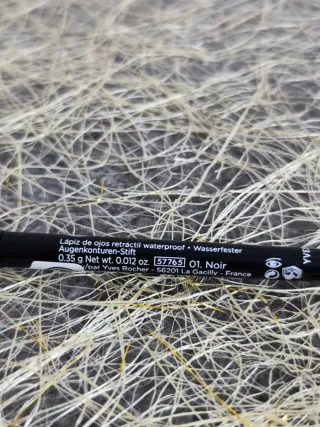 Lápiz de ojos retráctil waterproof • Wasserfester
Augenkonturen-Stift
0.35 g Net wt. 0.012 oz. 57765 01. Noir
/par Yves Rocher - 56201 La Gacilly - France
YVES